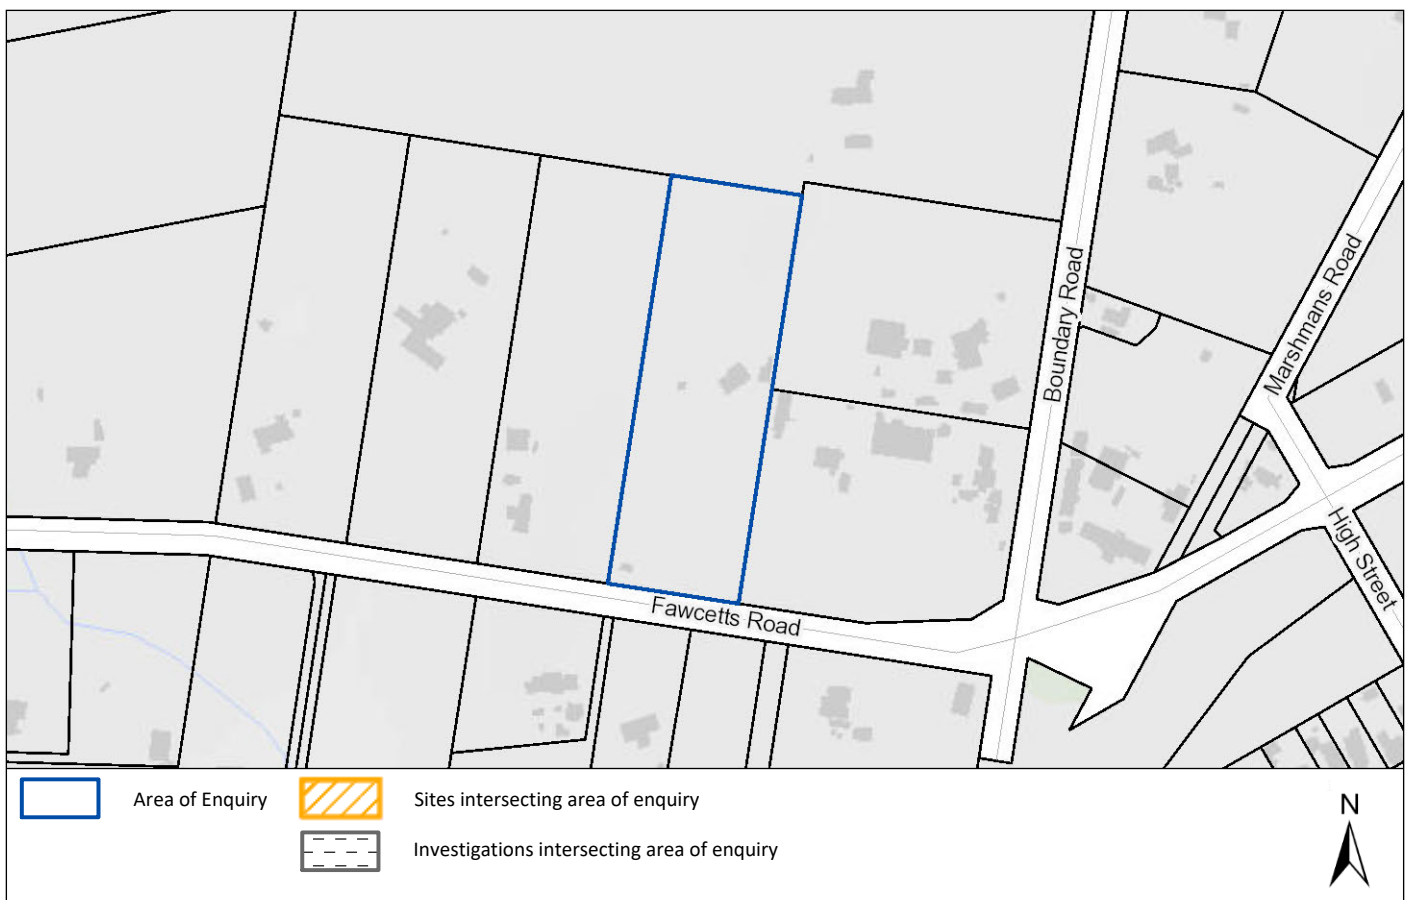 Boundary Road
Marshmans Road
High Street
Fawcetts Road
Area of Enquiry
Sites intersecting area of enquiry
Investigations intersecting area of enquiry
N